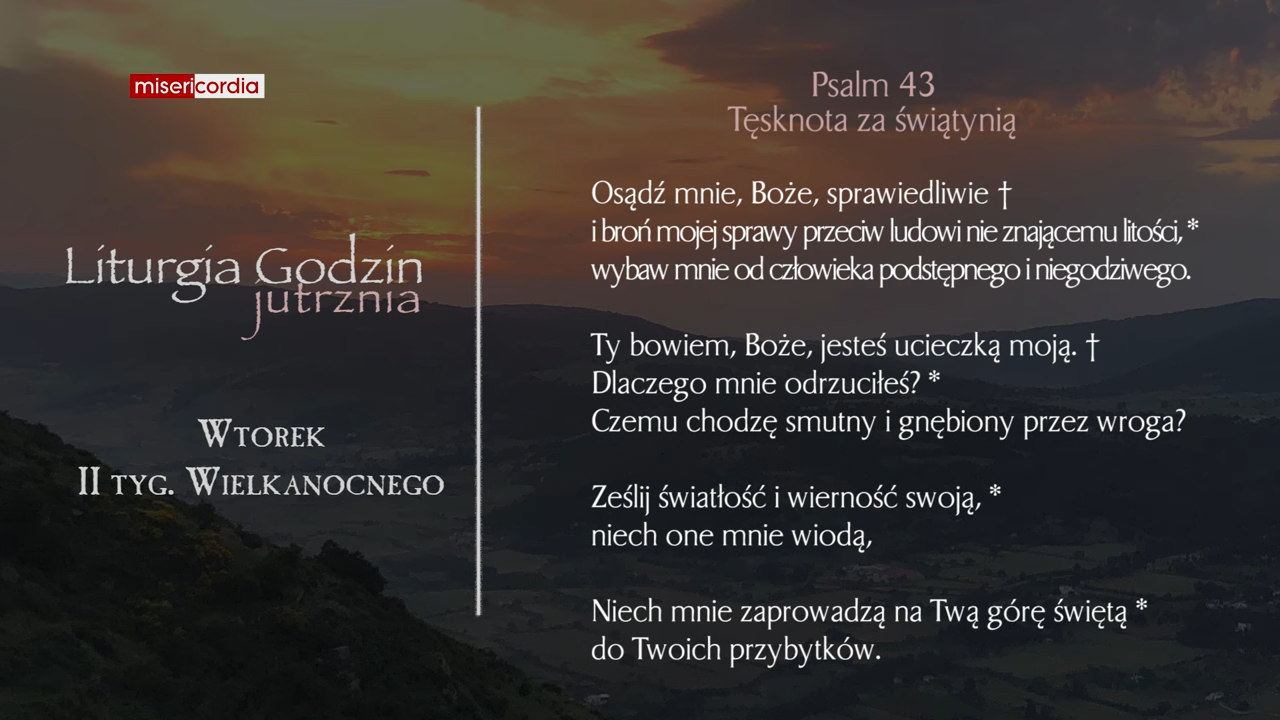 misericordia
Liturgia Godzin
jutrznia
Wtorek
II tyg. Wielkanocnego
Psalm 43
Tęsknota za świątynią
Osądź mnie, Boże, sprawiedliwie †
i broń mojej sprawy przeciw ludowi nie znającemu litości, *
wybaw mnie od człowieka podstępnego i niegodziwego.
Ty bowiem, Boże, jesteś ucieczką moją. †
Dlaczego mnie odrzuciłeś? *
Czemu chodzę smutny i gnębiony przez wroga?
Ześlij światłość i wierność swoją, *
niech one mnie wiodą,
Niech mnie zaprowadzą na Twą górę świętą *
do Twoich przybytków.